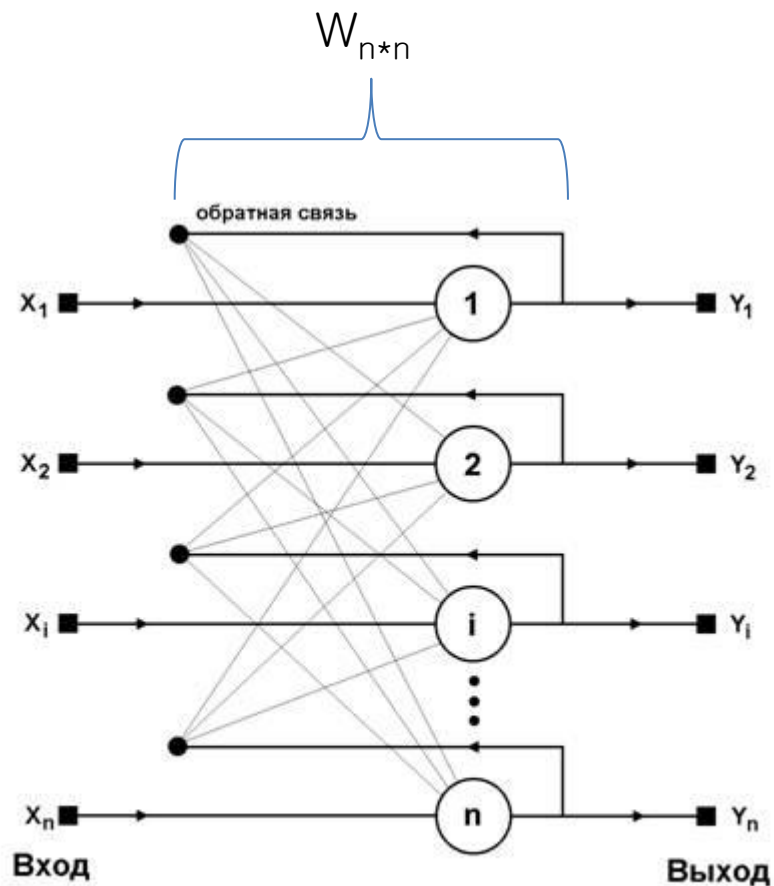 Wn*n
обратная связь
X1 1 Y1
X2 2 Y2
Xi i Yi
Xn n Yn
Вход Выход